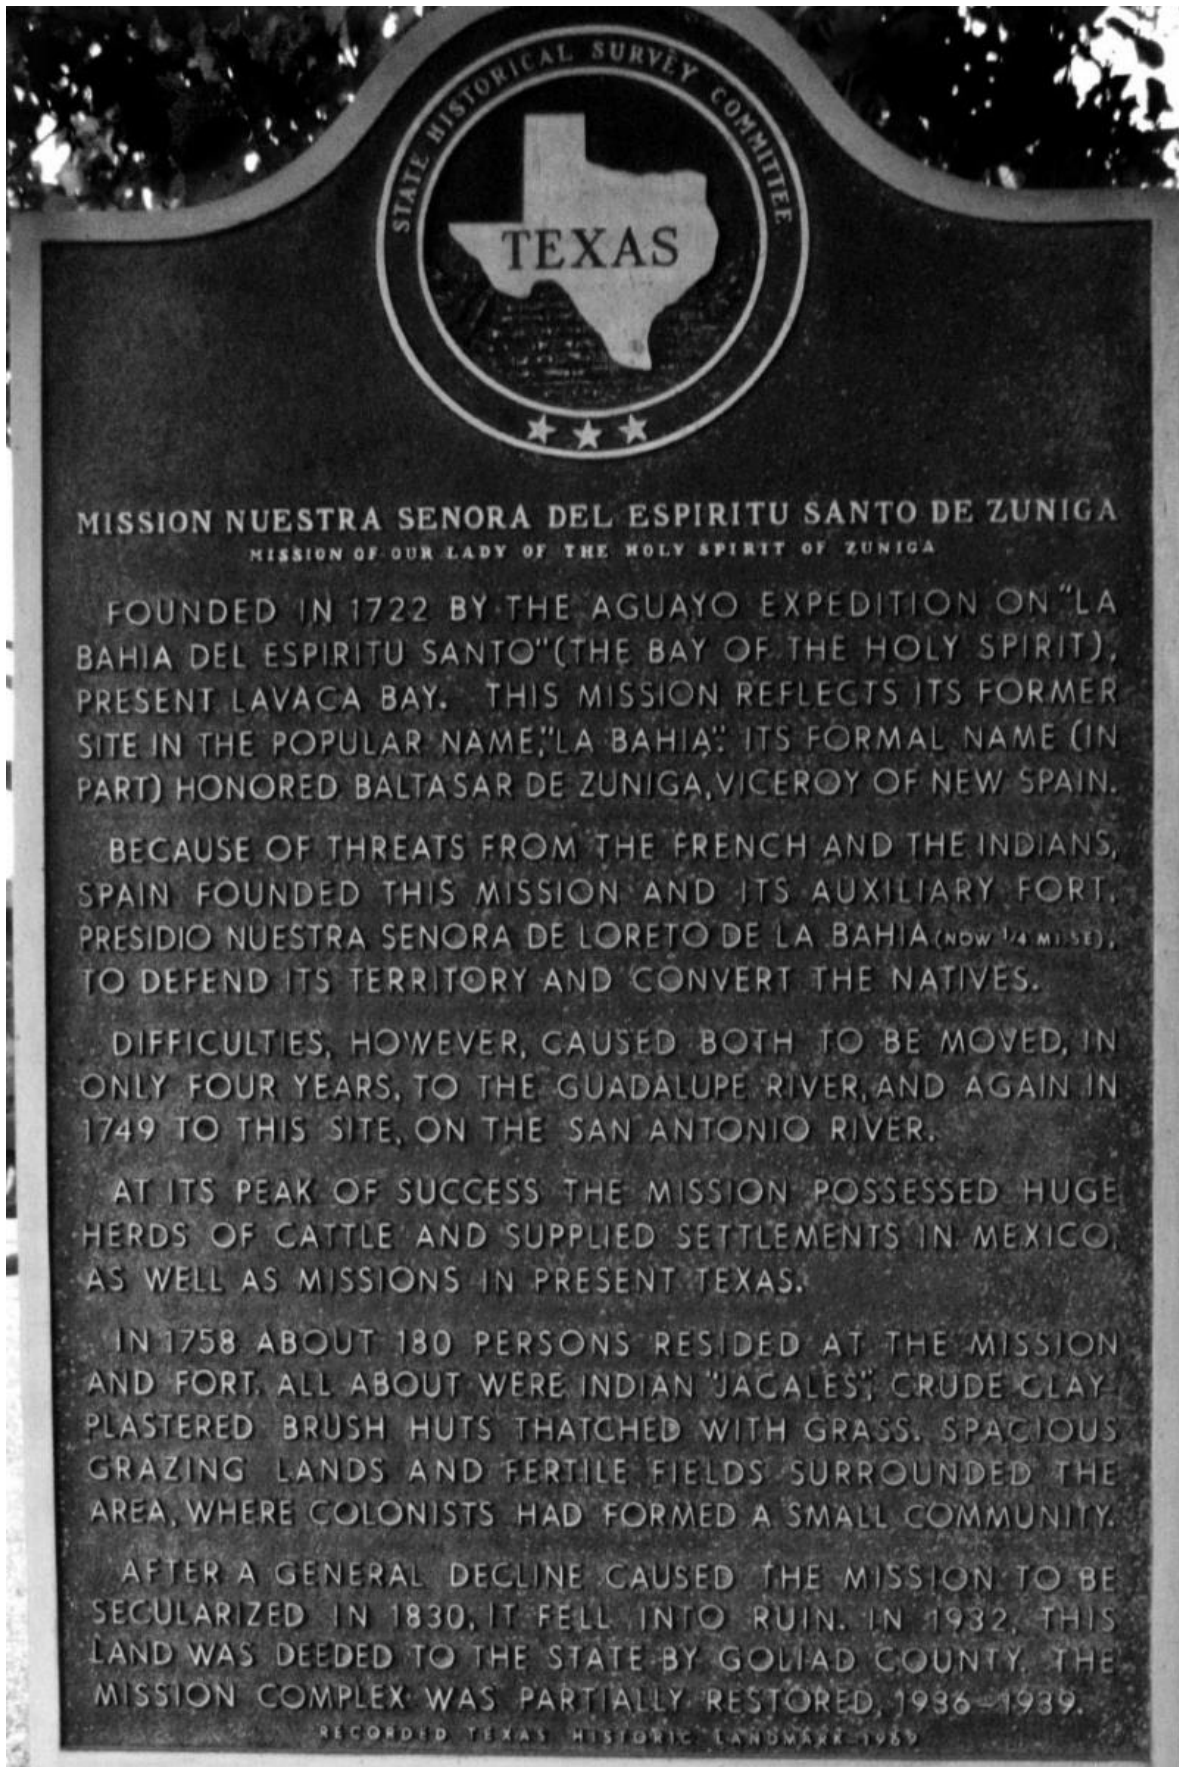 STATE HISTORICAL SURVEY COMMITTEE
TEXAS
MISSION NUESTRA SENORA DEL ESPIRITU SANTO DE ZUNIGA
MISSION OF OUR LADY OF THE HOLY SPIRIT OF ZUNIGA
FOUNDED IN 1722 BY THE AGUAYO EXPEDITION ON "LA
BAHIA DEL ESPIRITU SANTO" (THE BAY OF THE HOLY SPIRIT),
PRESENT LAVACA BAY. THIS MISSION REFLECTS ITS FORMER
SITE IN THE POPULAR NAME, "LA BAHIA". ITS FORMAL NAME (IN
PART) HONORED BALTASAR DE ZUNIGA, VICEROY OF NEW SPAIN.
BECAUSE OF THREATS FROM THE FRENCH AND THE INDIANS,
SPAIN FOUNDED THIS MISSION AND ITS AUXILIARY FORT,
PRESIDIO NUESTRA SENORA DE LORETO DE LA BAHIA (NOW 1/4 MI. SE),
TO DEFEND ITS TERRITORY AND CONVERT THE NATIVES.
DIFFICULTIES, HOWEVER, CAUSED BOTH TO BE MOVED, IN
ONLY FOUR YEARS, TO THE GUADALUPE RIVER, AND AGAIN IN
1749 TO THIS SITE, ON THE SAN ANTONIO RIVER.
AT ITS PEAK OF SUCCESS THE MISSION POSSESSED HUGE
HERDS OF CATTLE AND SUPPLIED SETTLEMENTS IN MEXICO,
AS WELL AS MISSIONS IN PRESENT TEXAS.
IN 1758 ABOUT 180 PERSONS RESIDED AT THE MISSION
AND FORT. ALL ABOUT WERE INDIAN "JACALES", CRUDE CLAY-
PLASTERED BRUSH HUTS THATCHED WITH GRASS. SPACIOUS
GRAZING LANDS AND FERTILE FIELDS SURROUNDED THE
AREA, WHERE COLONISTS HAD FORMED A SMALL COMMUNITY.
AFTER A GENERAL DECLINE CAUSED THE MISSION TO BE
SECULARIZED IN 1830, IT FELL INTO RUIN. IN 1932, THIS
LAND WAS DEEDED TO THE STATE BY GOLIAD COUNTY. THE
MISSION COMPLEX WAS PARTIALLY RESTORED, 1936-1939.
RECORDED TEXAS HISTORIC LANDMARK-1969